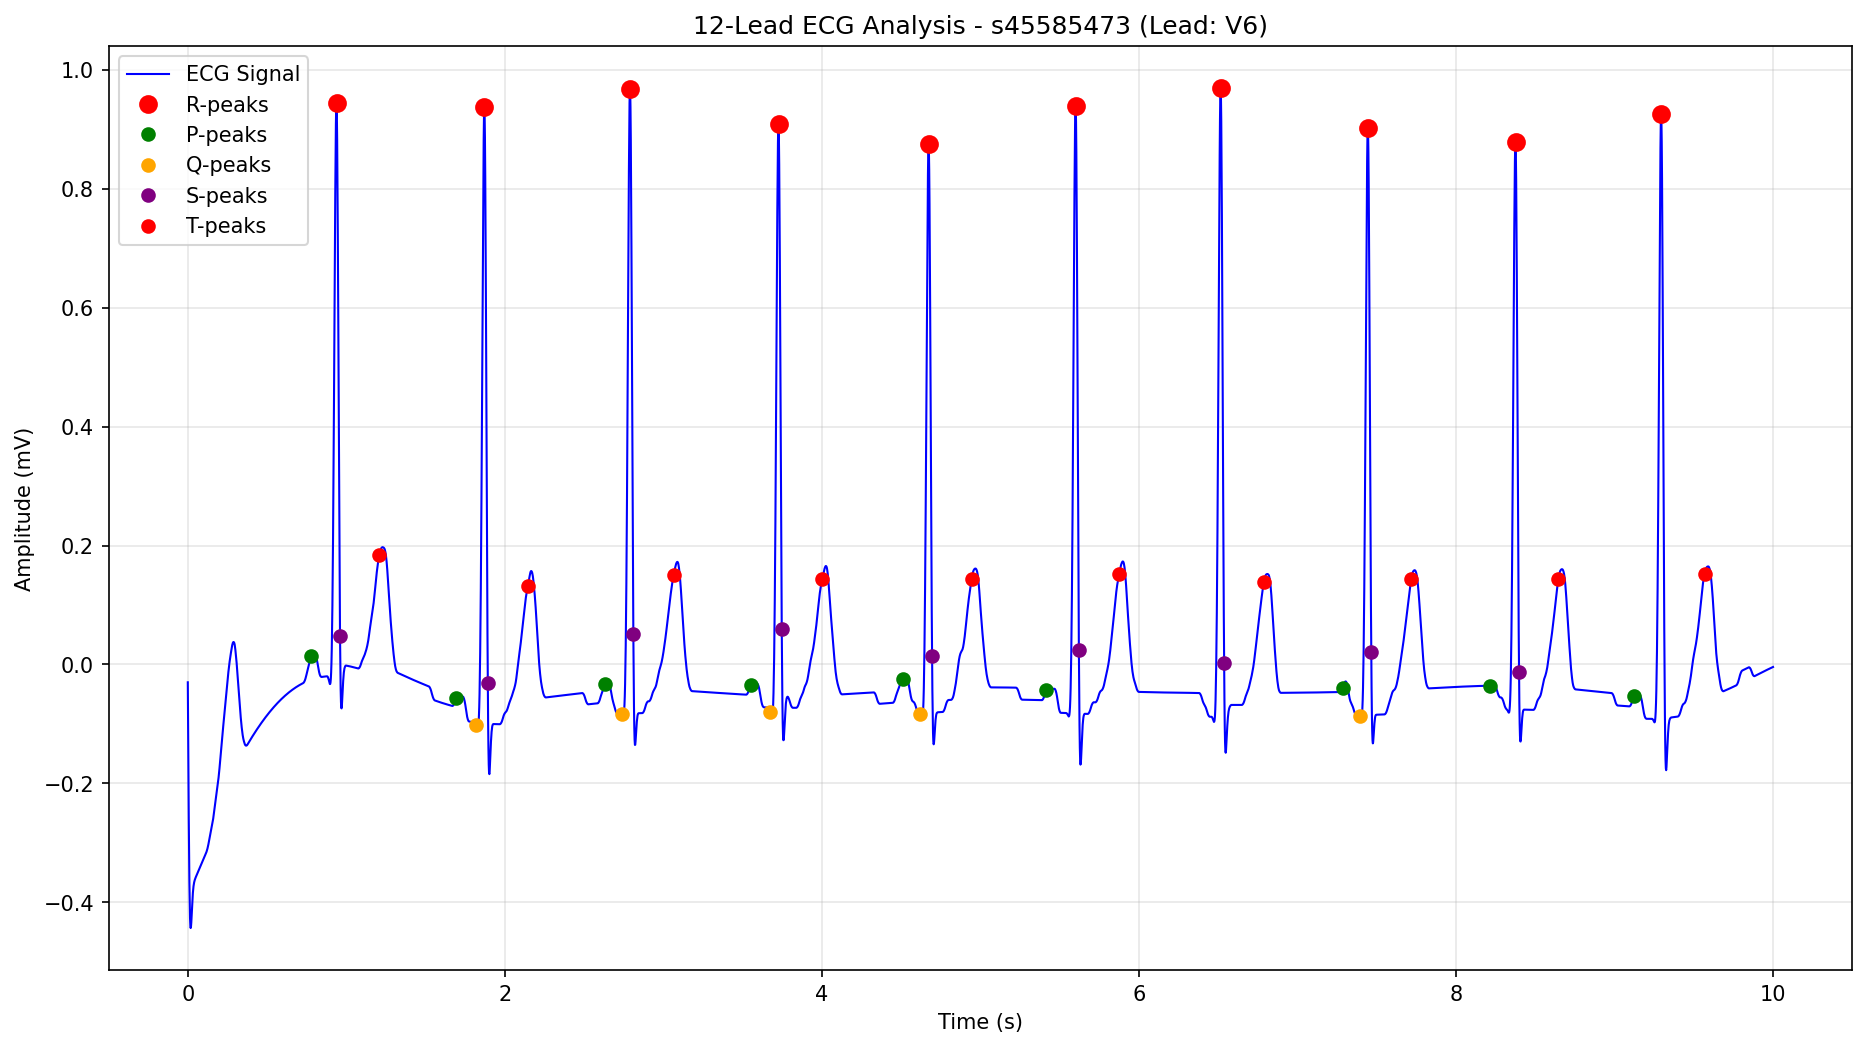 12-Lead ECG Analysis - s45585473 (Lead: V6)
ECG Signal
R-peaks
P-peaks
Q-peaks
S-peaks
T-peaks
1.0
0.8
0.6
0.4
0.2
0.0
−0.2
−0.4
Amplitude (mV)
0 2 4 6 8 10
Time (s)